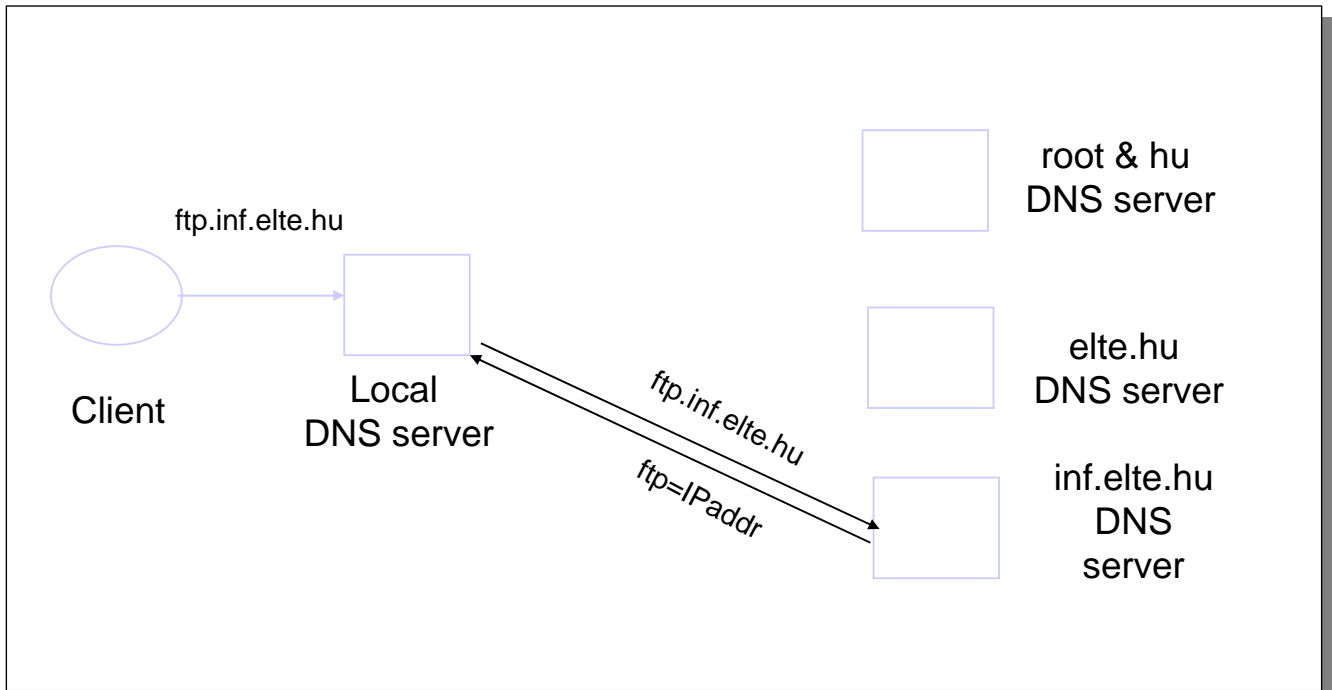 ftp.inf.elte.hu
Client
Local
DNS server
ftp.inf.elte.hu
ftp=IPaddr
root & hu
DNS server
elte.hu
DNS server
inf.elte.hu
DNS
server